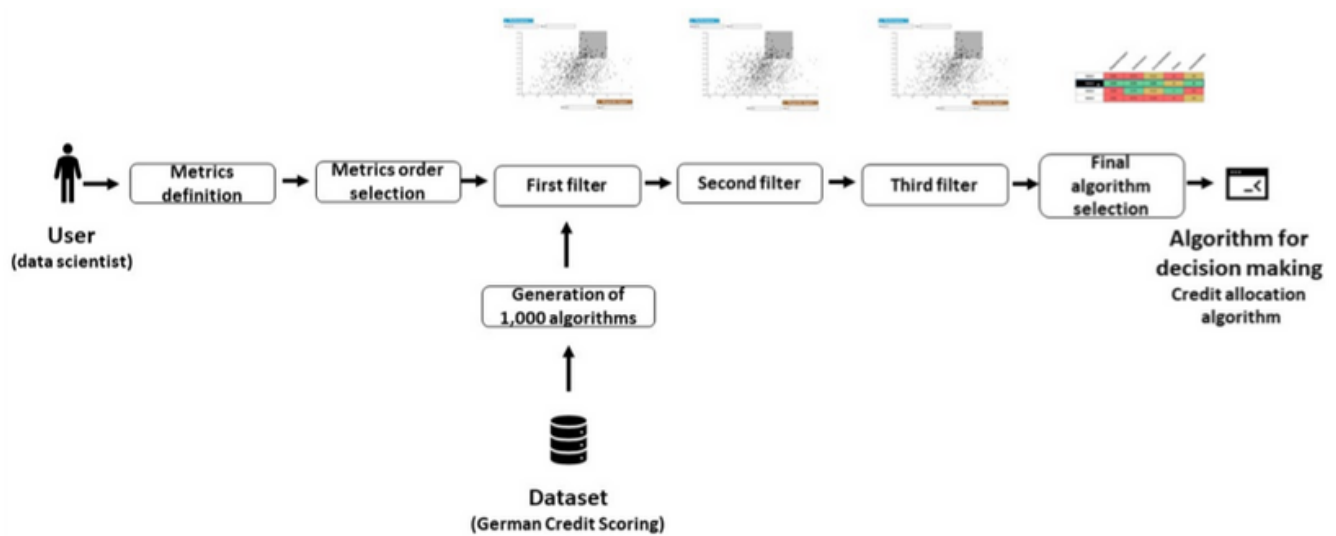 Metrics
definition
Metrics order
selection
First filter
Second filter
Third filter
Final
algorithm
selection
User
(data scientist)
Algorithm for
decision making
Credit allocation
algorithm
Generation of
1,000 algorithms
Dataset
(German Credit Scoring)